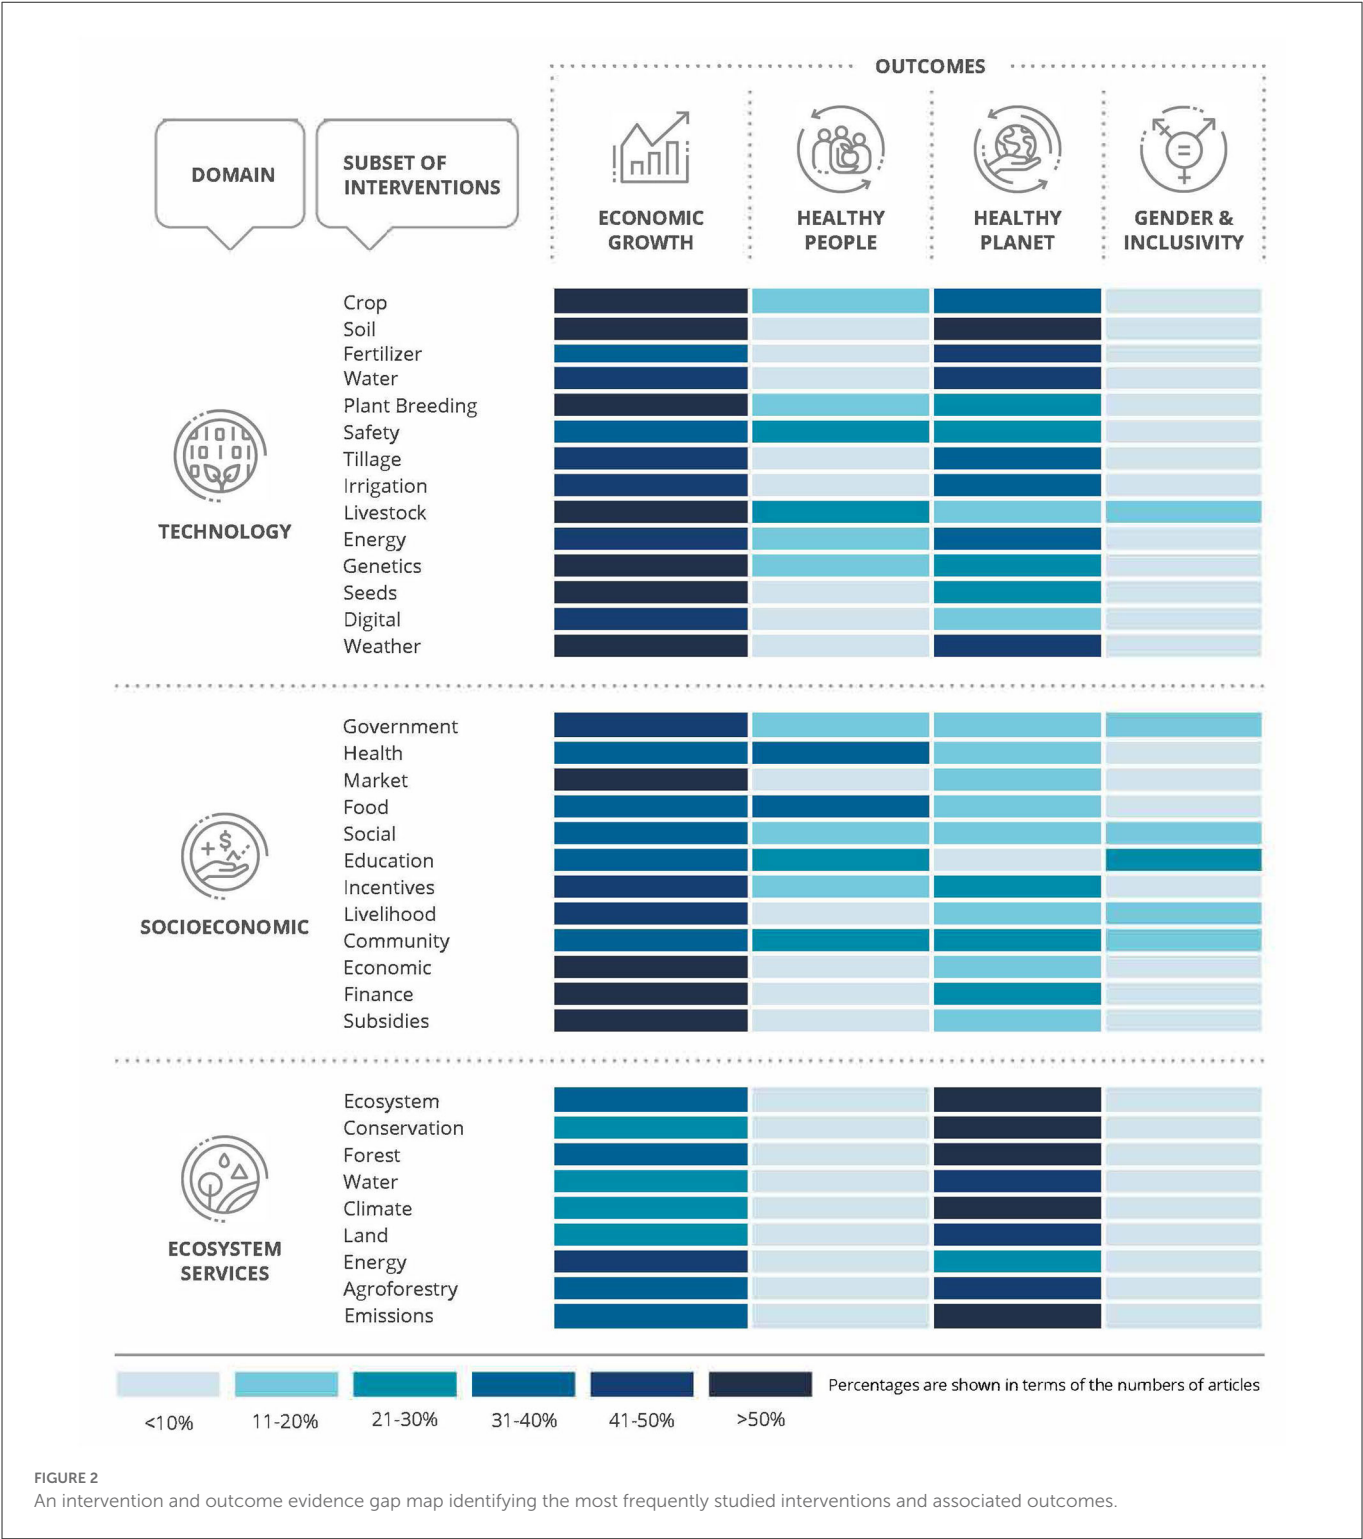 OUTCOMES
DOMAIN
SUBSET OF
INTERVENTIONS
ECONOMIC
GROWTH
HEALTHY
PEOPLE
HEALTHY
PLANET
GENDER &
INCLUSIVITY
TECHNOLOGY
Crop
Soil
Fertilizer
Water
Plant Breeding
Safety
Tillage
Irrigation
Livestock
Energy
Genetics
Seeds
Digital
Weather
SOCIOECONOMIC
Government
Health
Market
Food
Social
Education
Incentives
Livelihood
Community
Economic
Finance
Subsidies
ECOSYSTEM
SERVICES
Ecosystem
Conservation
Forest
Water
Climate
Land
Energy
Agroforestry
Emissions
<10%
11-20%
21-30%
31-40%
41-50%
>50%
Percentages are shown in terms of the numbers of articles
FIGURE 2
An intervention and outcome evidence gap map identifying the most frequently studied interventions and associated outcomes.